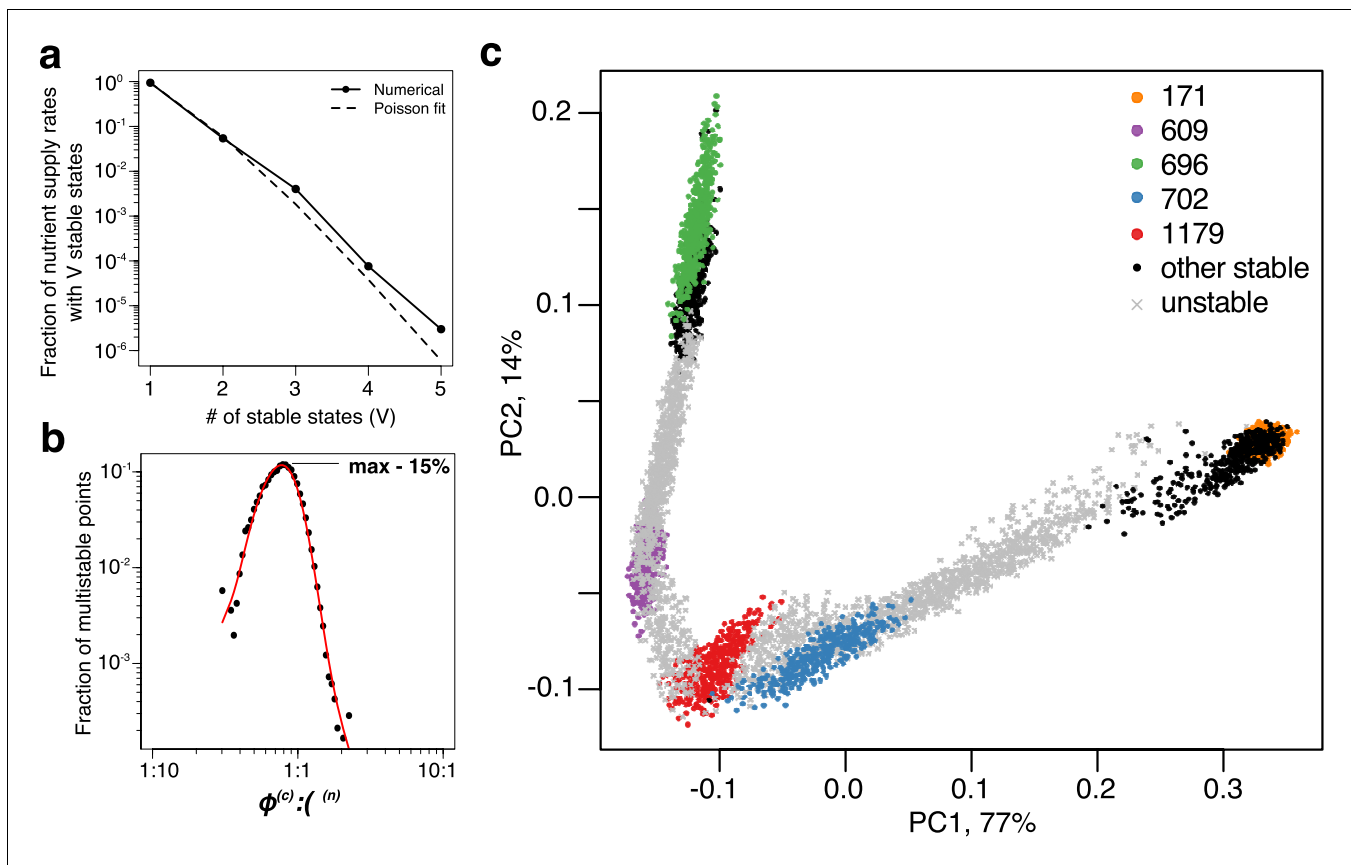 a
Fraction of nutrient supply rates
with V stable states
10^0
10^-1
10^-2
10^-3
10^-4
10^-5
10^-6
Numerical
Poisson fit
1 2 3 4 5
# of stable states (V)
b
Fraction of multistable points
10^-1
10^-2
10^-3
max - 15%
1:10 1:1 10:1
ϕ(c):( (n)
c
PC2, 14%
0.2
0.1
0.0
-0.1
171
609
696
702
1179
other stable
unstable
-0.1 0.0 0.1 0.2 0.3
PC1, 77%